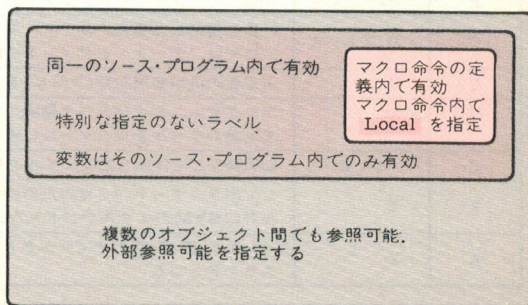 同一のソース・プログラム内で有効
特別な指定のないラベル
変数はそのソース・プログラム内でのみ有効
マクロ命令の定
義内で有効
マクロ命令内で
Local を指定
複数のオブジェクト間でも参照可能.
外部参照可能を指定する